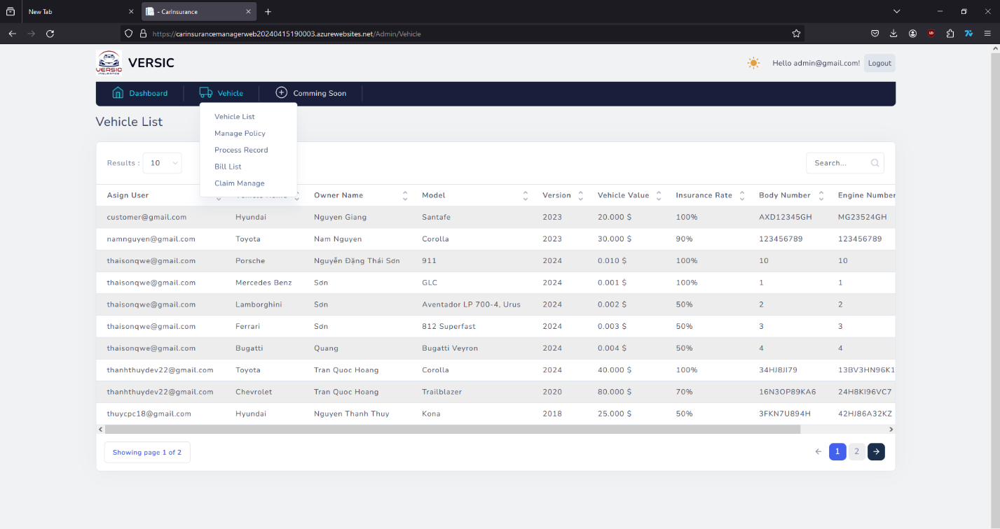 New Tab
- CarInsurance
https://carinsurancemanagerweb20240415190003.azurewebsites.net/Admin/Vehicle
VERSIC INSURANCE
VERSIC
Hello admin@gmail.com!
Logout
Dashboard
Vehicle
Comming Soon
Vehicle List
Manage Policy
Process Record
Bill List
Claim Manage
Vehicle List
Results : 10
Search...
Asign User Vehicle Name Owner Name Model Version Vehicle Value Insurance Rate Body Number Engine Number
customer@gmail.com Hyundai Nguyen Giang Santafe 2023 20.000 $ 100% AXD12345GH MG23524GH
namnguyen@gmail.com Toyota Nam Nguyen Corolla 2023 30.000 $ 90% 123456789 123456789
thaisonqwe@gmail.com Porsche Nguyễn Đặng Thái Sơn 911 2024 0.010 $ 100% 10 10
thaisonqwe@gmail.com Mercedes Benz Sơn GLC 2024 0.001 $ 100% 1 1
thaisonqwe@gmail.com Lamborghini Sơn Aventador LP 700-4, Urus 2024 0.002 $ 50% 2 2
thaisonqwe@gmail.com Ferrari Sơn 812 Superfast 2024 0.003 $ 50% 3 3
thaisonqwe@gmail.com Bugatti Quang Bugatti Veyron 2024 0.004 $ 50% 4 4
thanhthuydev22@gmail.com Toyota Tran Quoc Hoang Corolla 2024 40.000 $ 100% 34HJ8JI79 13BV3HN96K1
thanhthuydev22@gmail.com Chevrolet Tran Quoc Hoang Trailblazer 2020 80.000 $ 70% 16N3OP89KA6 24H8KI96VC7
thuycpc18@gmail.com Hyundai Nguyen Thanh Thuy Kona 2018 25.000 $ 50% 3FKN7U894H 42HJ86A32KZ
Showing page 1 of 2
1 2